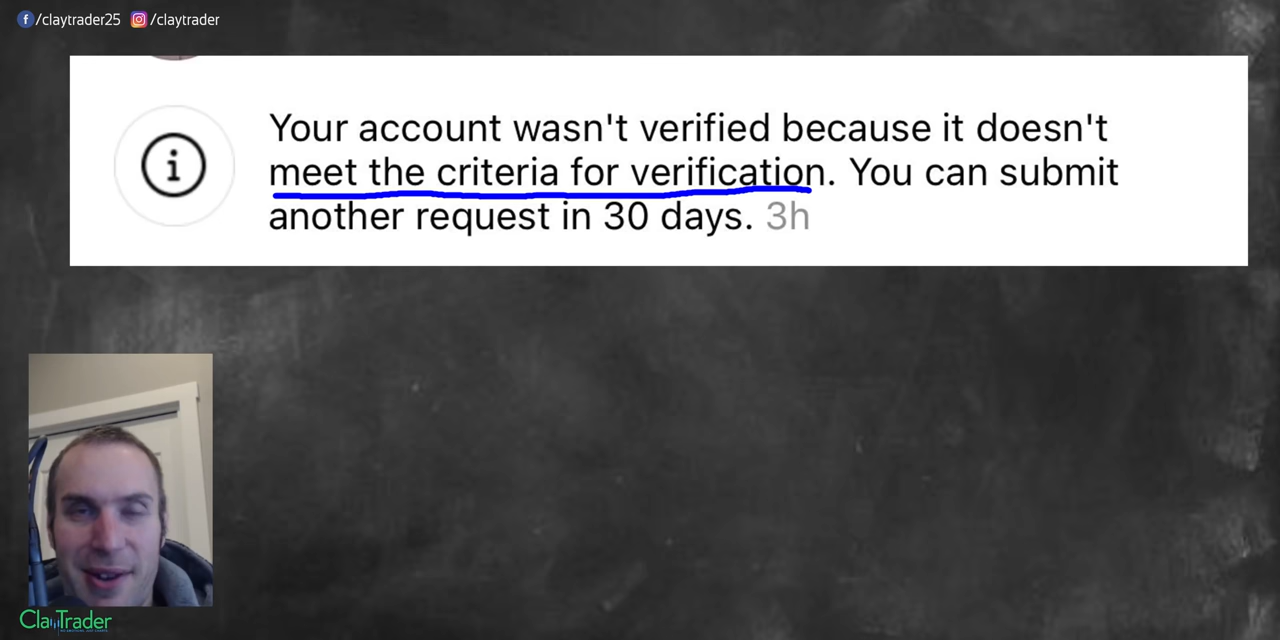 /claytrader25 /claytrader
Your account wasn't verified because it doesn't
meet the criteria for verification. You can submit
another request in 30 days. 3h
ClayTrader